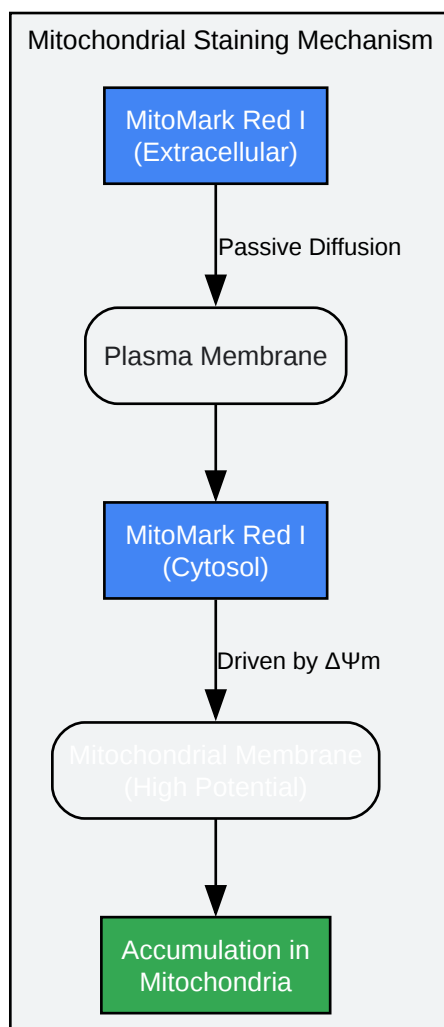 Mitochondrial Staining Mechanism
MitoMark Red I
(Extracellular)
Passive Diffusion
Plasma Membrane
MitoMark Red I
(Cytosol)
Driven by ΔΨm
Mitochondrial Membrane
(High Potential)
Accumulation in
Mitochondria